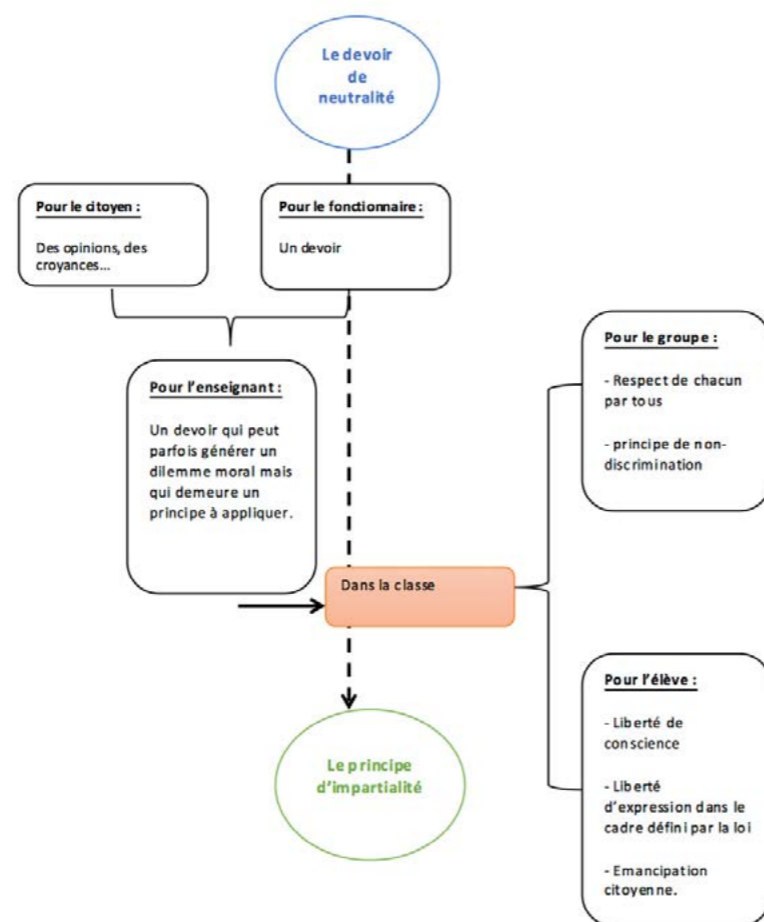 Le devoir
de
neutralité
Pour le citoyen :
Des opinions, des
croyances...
Pour le fonctionnaire :
Un devoir
Pour l'enseignant :
Un devoir qui peut
parfois générer un
dilemme moral mais
qui demeure un
principe à appliquer.
Pour le groupe :
- Respect de chacun
par tous
- principe de non-
discrimination
Dans la classe
Pour l'élève :
- Liberté de
conscience
- Liberté
d'expression dans le
cadre défini par la loi
- Emancipation
citoyenne.
Le principe
d'impartialité